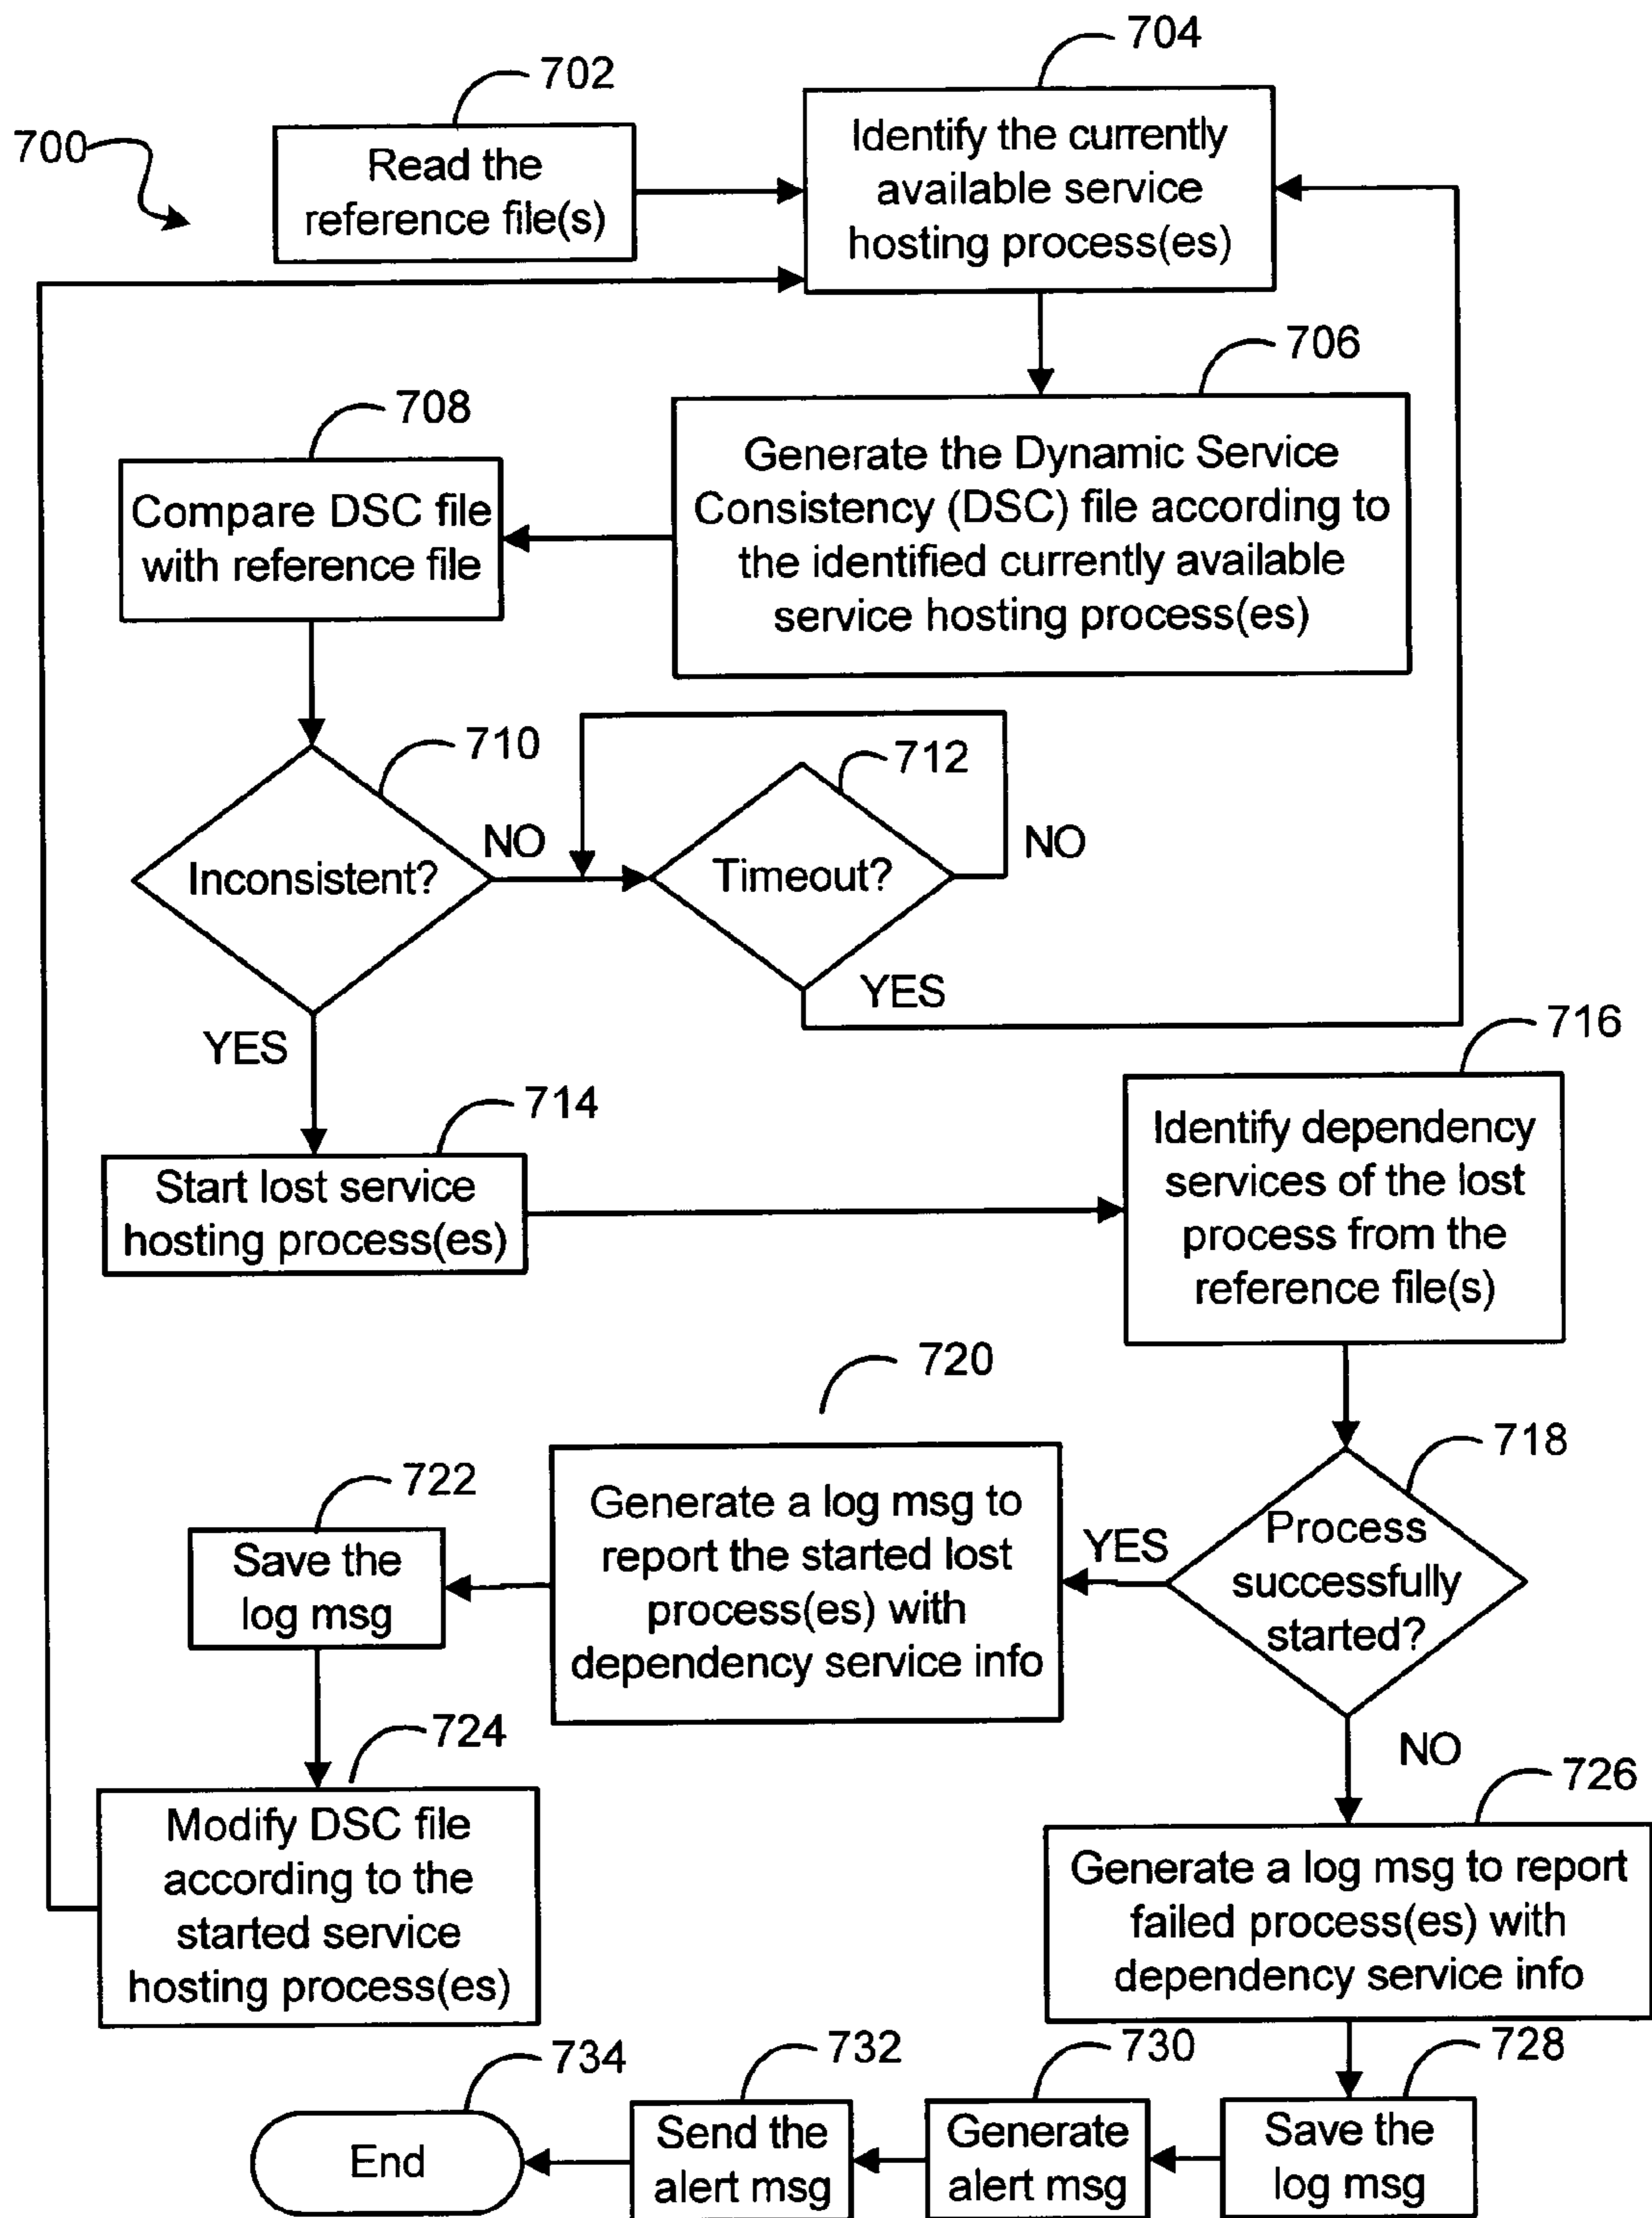 704
702
700
Read the
reference file(s)
Identify the currently
available service
hosting process(es)
706
708
Generate the Dynamic Service
Consistency (DSC) file according to
the identified currently available
service hosting process(es)
Compare DSC file
with reference file
710
712
NO
NO
Inconsistent?
Timeout?
YES
YES
716
714
Identify dependency
services of the lost
process from the
reference file(s)
Start lost service
hosting process(es)
720
718
722
Generate a log msg to
report the started lost
process(es) with
dependency service info
YES
Process
successfully
started?
Save the
log msg
724
NO
726
Modify DSC file
according to the
started service
hosting process(es)
Generate a log msg to report
failed process(es) with
dependency service info
734
732
730
728
End
Send the
alert msg
Generate
alert msg
Save the
log msg